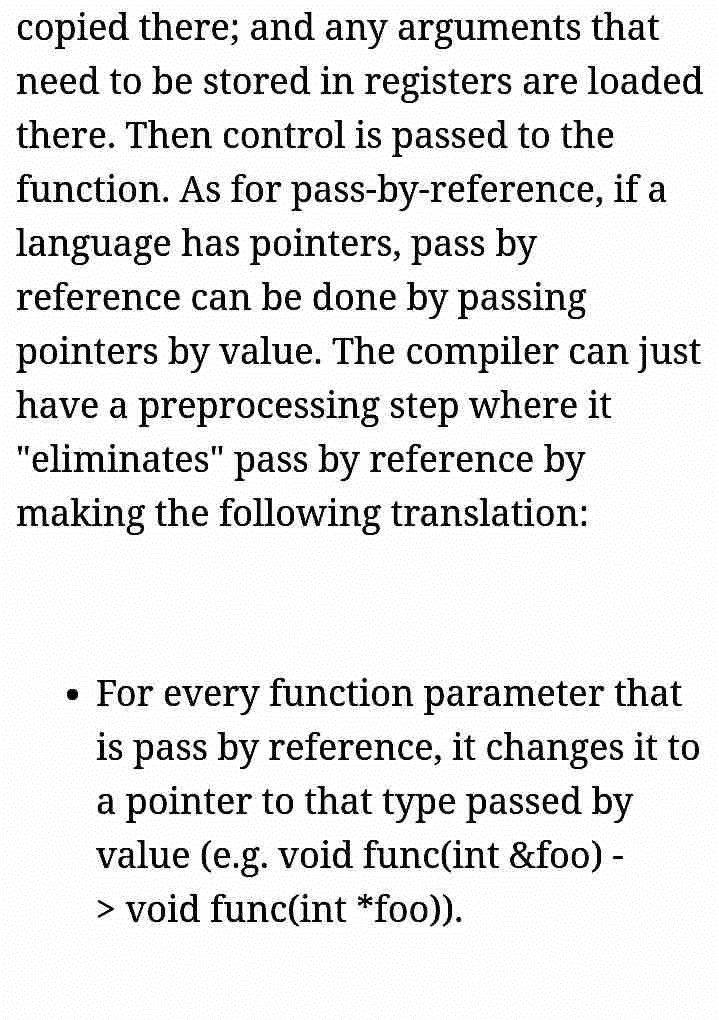 copied there; and any arguments that
need to be stored in registers are loaded
there. Then control is passed to the
function. As for pass-by-reference, if a
language has pointers, pass by
reference can be done by passing
pointers by value. The compiler can just
have a preprocessing step where it
"eliminates" pass by reference by
making the following translation:
• For every function parameter that
is pass by reference, it changes it to
a pointer to that type passed by
value (e.g. void func(int &foo) -
> void func(int *foo)).